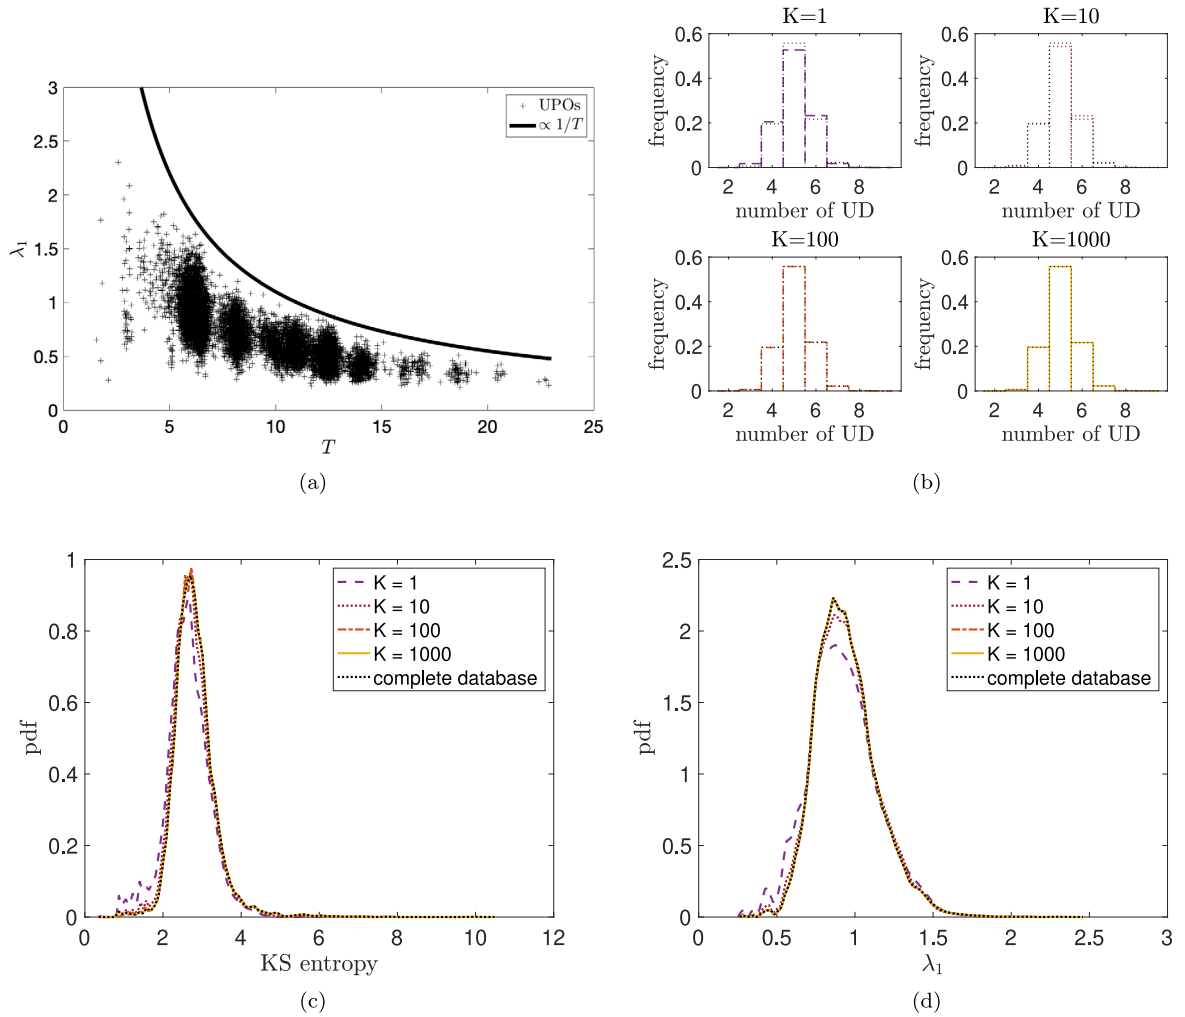 3
2.5
2
1.5
1
0.5
0
λ₁
0 5 10 15 20 25
T
UPOs
∝ 1/T
(a)
K=1
0.6
0.4
0.2
0
frequency
2 4 6 8
number of UD
K=10
0.6
0.4
0.2
0
frequency
2 4 6 8
number of UD
K=100
0.6
0.4
0.2
0
frequency
2 4 6 8
number of UD
K=1000
0.6
0.4
0.2
0
frequency
2 4 6 8
number of UD
(b)
1
0.8
0.6
0.4
0.2
0
pdf
0 2 4 6 8 10 12
KS entropy
K = 1
K = 10
K = 100
K = 1000
complete database
(c)
2.5
2
1.5
1
0.5
0
pdf
0 0.5 1 1.5 2 2.5 3
λ₁
K = 1
K = 10
K = 100
K = 1000
complete database
(d)